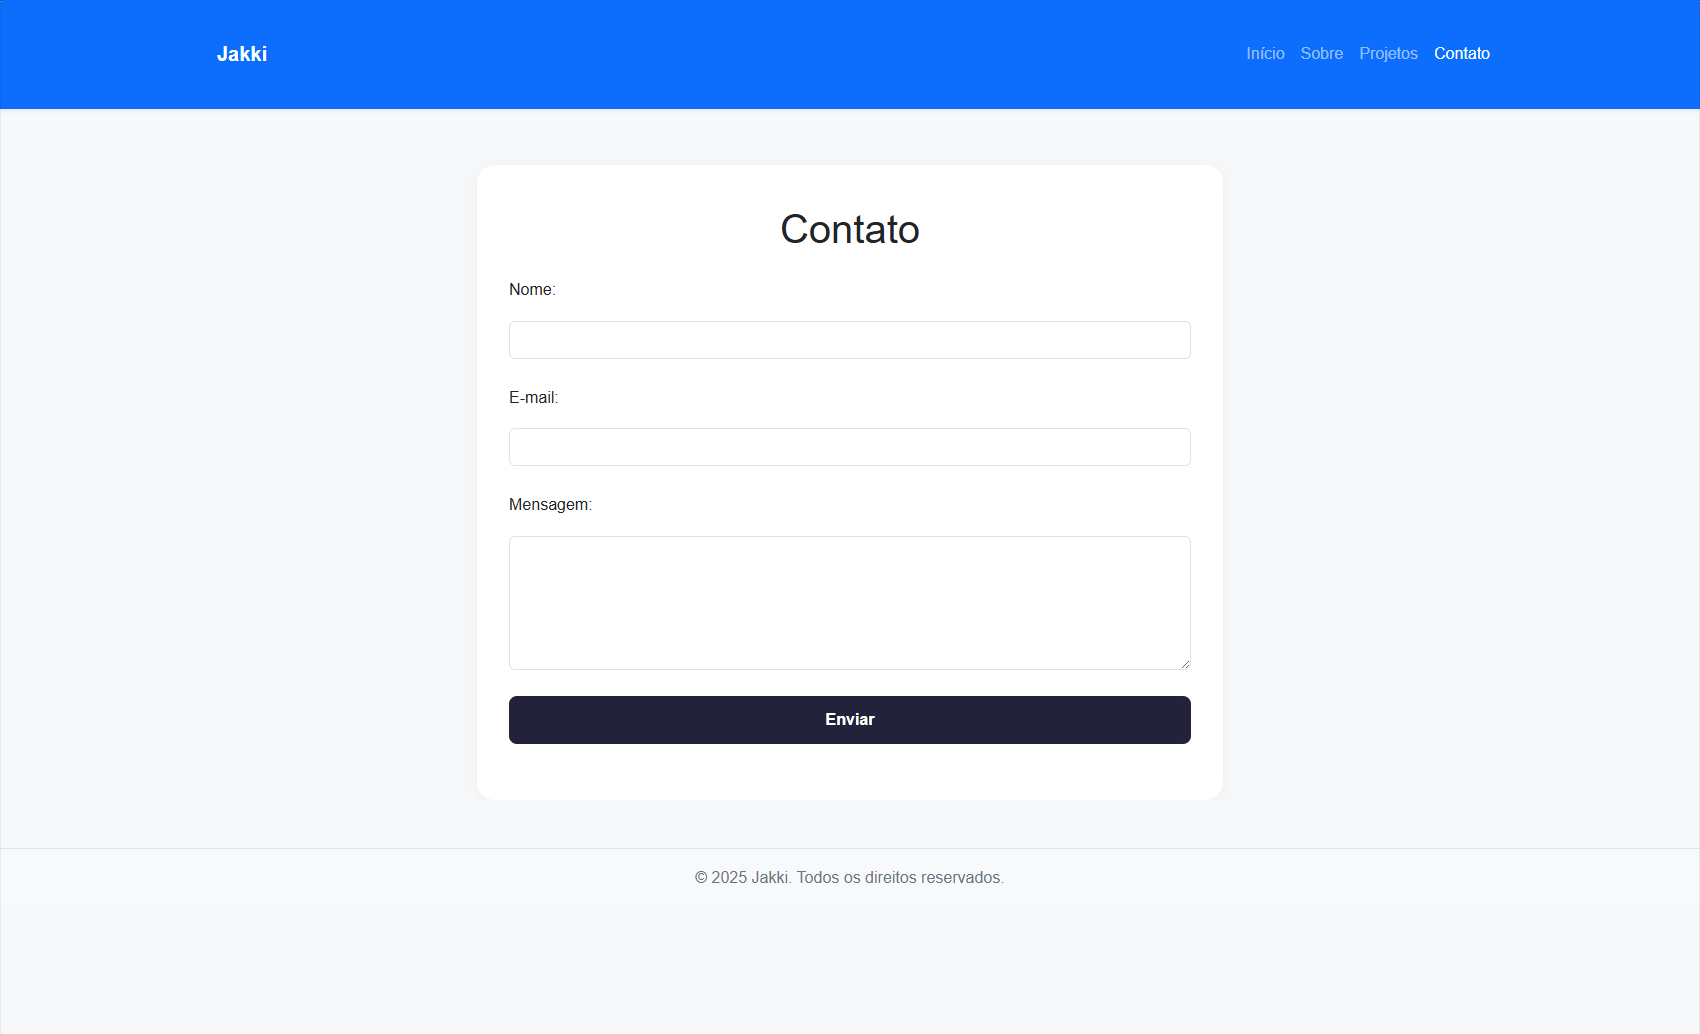 Jakki
Início Sobre Projetos Contato
Contato
Nome:
E-mail:
Mensagem:
Enviar
© 2025 Jakki. Todos os direitos reservados.